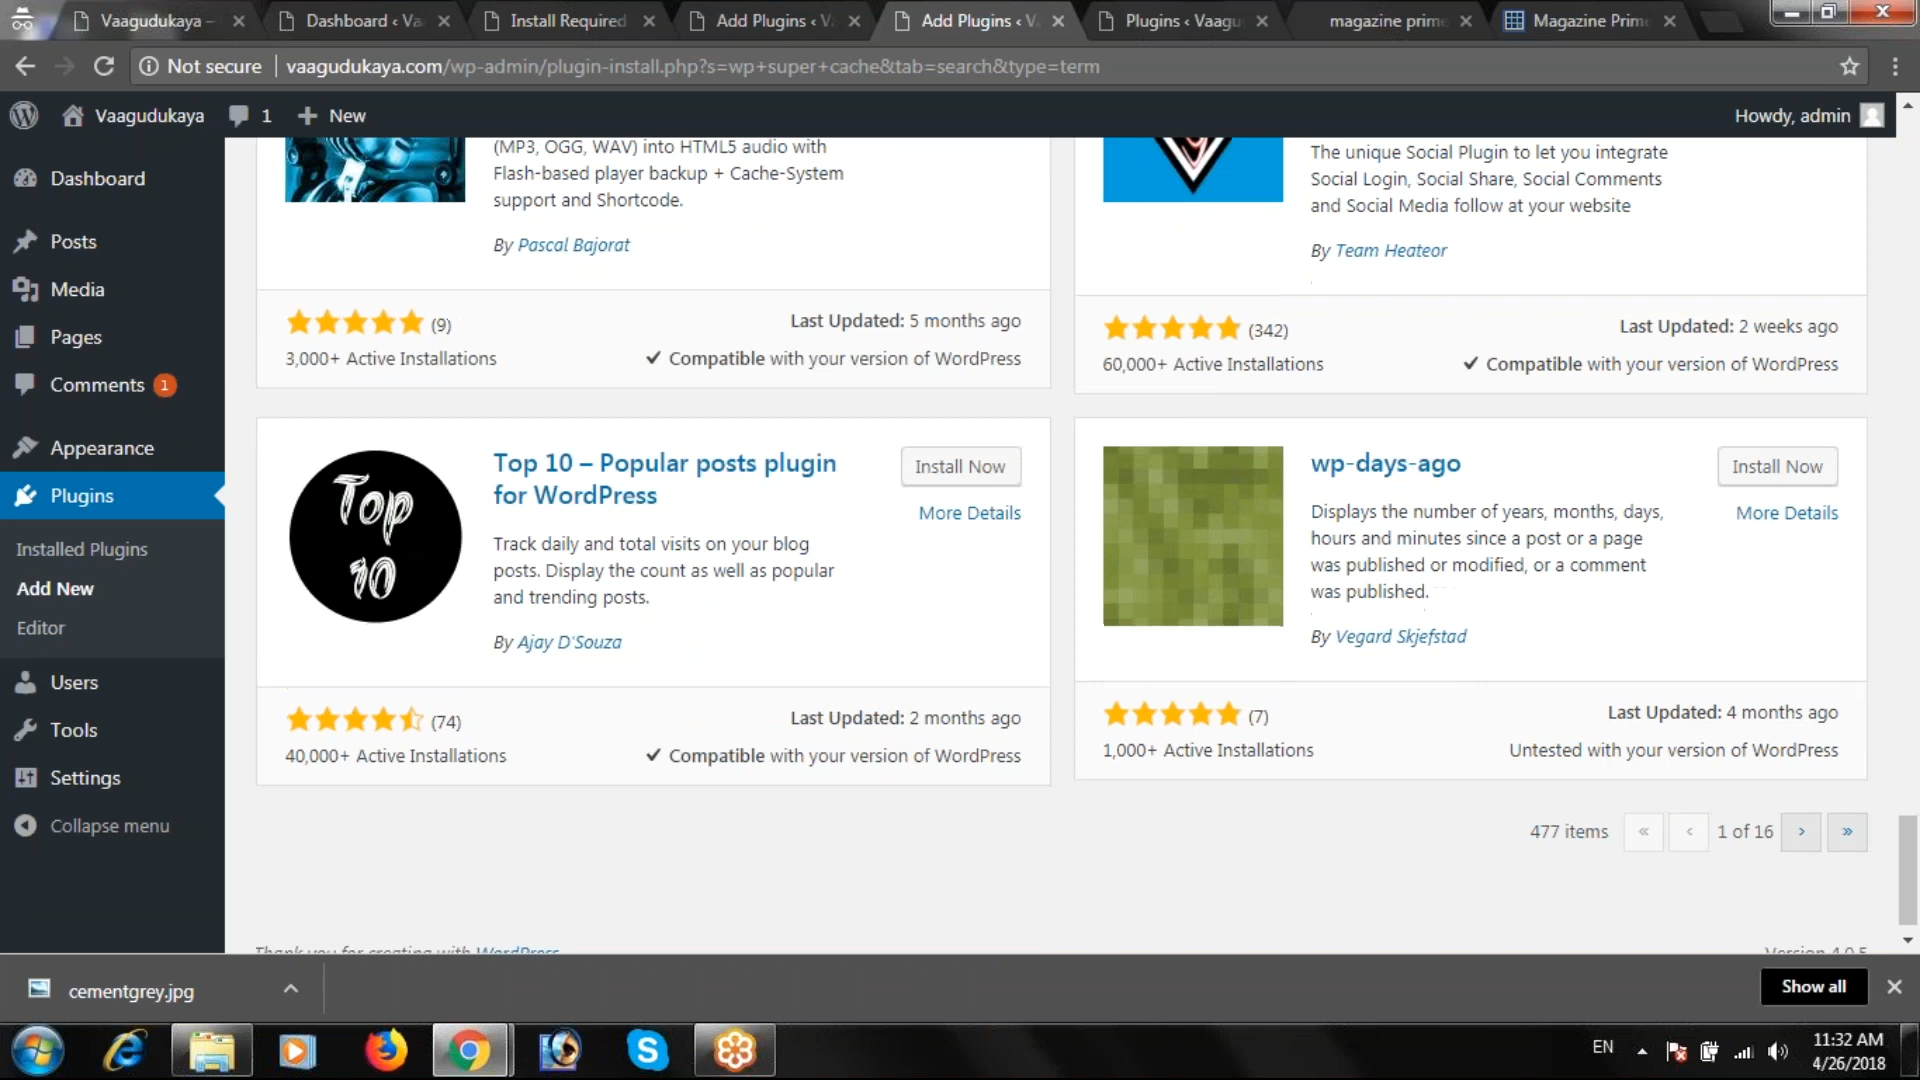 Vaagudukaya –
Dashboard ‹ Va
Install Required
Add Plugins ‹ V
Add Plugins ‹ V
Plugins ‹ Vaagu
magazine prime
Magazine Prim
Not secure
vaagudukaya.com/wp-admin/plugin-install.php?s=wp+super+cache&tab=search&type=term
Vaagudukaya
1
New
Howdy, admin
Dashboard
Posts
Media
Pages
Comments 1
Appearance
Plugins
Installed Plugins
Add New
Editor
Users
Tools
Settings
Collapse menu
(MP3, OGG, WAV) into HTML5 audio with
Flash-based player backup + Cache-System
support and Shortcode.
By Pascal Bajorat
(9)
Last Updated: 5 months ago
3,000+ Active Installations
✔ Compatible with your version of WordPress
The unique Social Plugin to let you integrate
Social Login, Social Share, Social Comments
and Social Media follow at your website
By Team Heateor
(342)
Last Updated: 2 weeks ago
60,000+ Active Installations
✔ Compatible with your version of WordPress
Top
10
Top 10 – Popular posts plugin
for WordPress
Install Now
More Details
Track daily and total visits on your blog
posts. Display the count as well as popular
and trending posts.
By Ajay D'Souza
(74)
Last Updated: 2 months ago
40,000+ Active Installations
✔ Compatible with your version of WordPress
wp-days-ago
Install Now
More Details
Displays the number of years, months, days,
hours and minutes since a post or a page
was published or modified, or a comment
was published.
By Vegard Skjefstad
(7)
Last Updated: 4 months ago
1,000+ Active Installations
Untested with your version of WordPress
477 items « ‹ 1 of 16 › »
Thank you for creating with WordPress
Version 4.9.5
cementgrey.jpg
Show all
EN
11:32 AM
4/26/2018